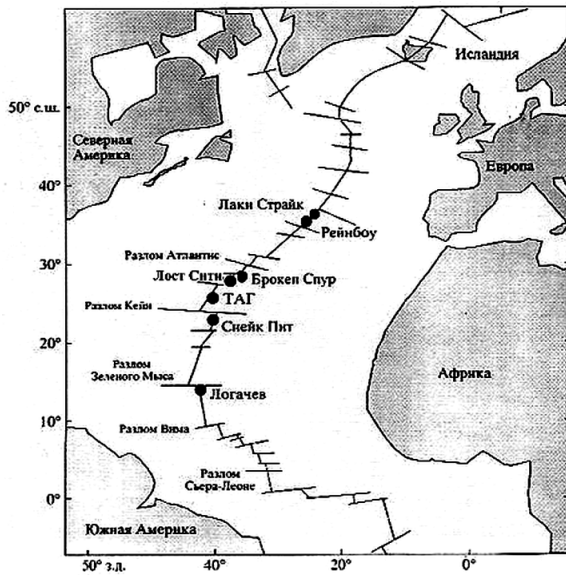 Исландия
50° с.ш.
Северная
Америка
Европа
40°
Лаки Страйк
Рейнбоу
Разлом Атлантис
30°
Лост Сити
Брокен Спур
ТАГ
Разлом Кейн
Снейк Пит
20°
Разлом
Зеленого Мыса
Африка
Логачев
10°
Разлом Вима
Разлом
Сьера-Леоне
0°
Южная Америка
50° з.д.
40°
20°
0°